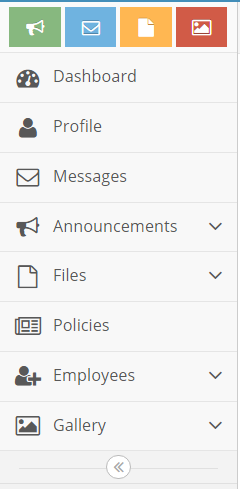 Dashboard
Profile
Messages
Announcements
Files
Policies
Employees
Gallery